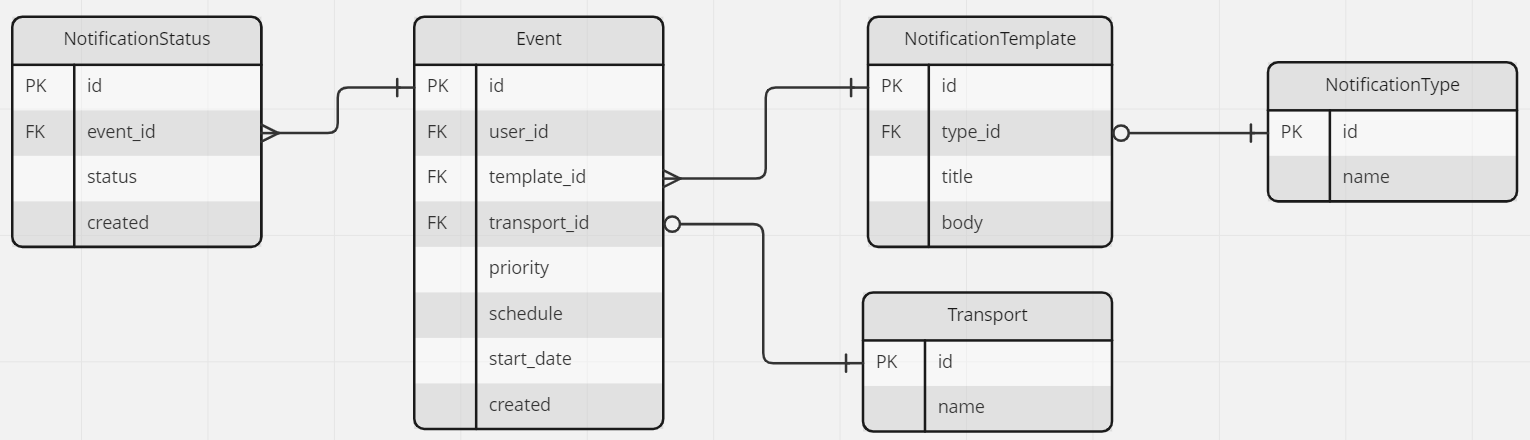 NotificationStatus
PK id
FK event_id
status
created
Event
PK id
FK user_id
FK template_id
FK transport_id
priority
schedule
start_date
created
NotificationTemplate
PK id
FK type_id
title
body
Transport
PK id
name
NotificationType
PK id
name